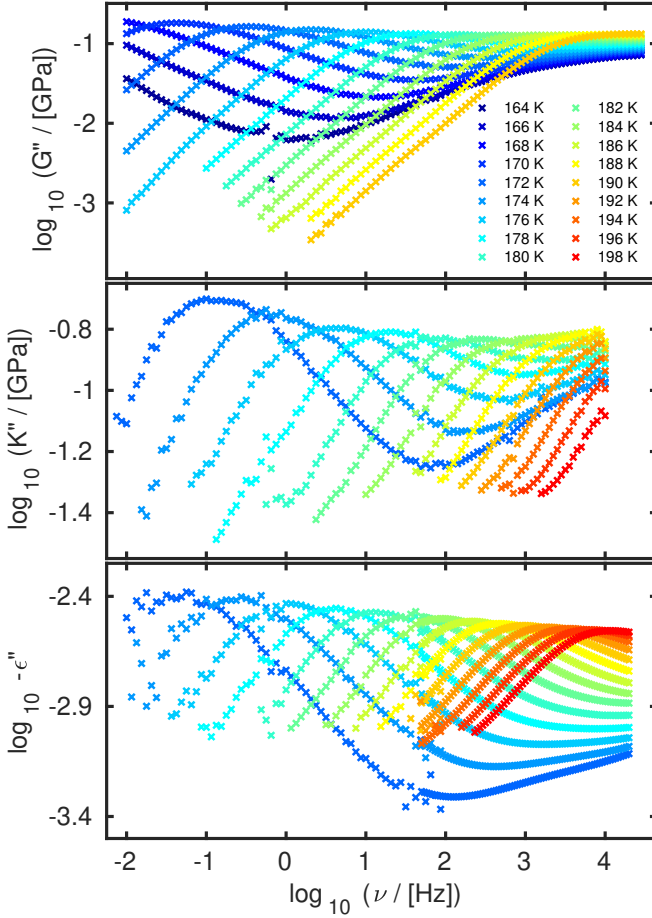 log10 (G" / [GPa])
-1
-2
-3
164 K 182 K
166 K 184 K
168 K 186 K
170 K 188 K
172 K 190 K
174 K 192 K
176 K 194 K
178 K 196 K
180 K 198 K
log10 (K" / [GPa])
-0.8
-1
-1.2
-1.4
log10 -ϵ"
-2.4
-2.9
-3.4
-2 -1 0 1 2 3 4
log10 (ν / [Hz])